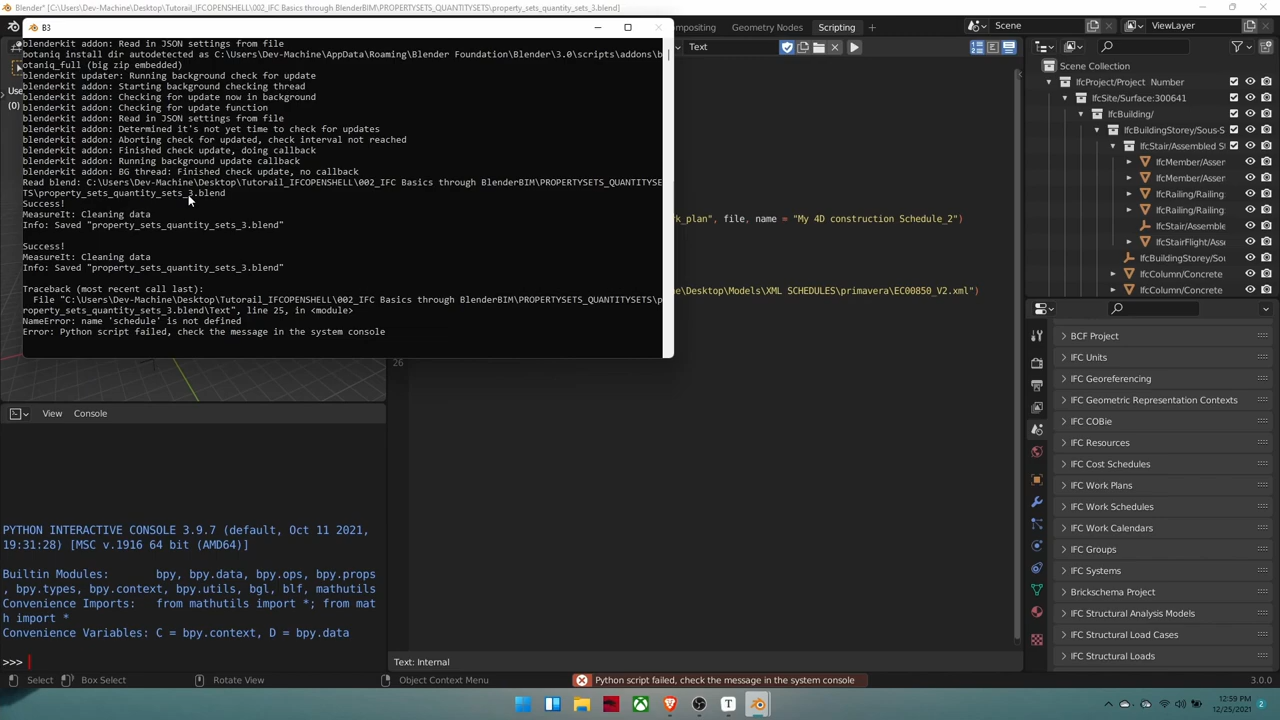 Blender* [C:\Users\Dev-Machine\Desktop\Tutorail_IFCOPENSHELL\002_IFC Basics through BlenderBIM\PROPERTYSETS_QUANTITYSETS\property_sets_quantity_sets_3.blend]
B3
blenderkit addon: Read in JSON settings from file
botaniq install dir autodetected as C:\Users\Dev-Machine\AppData\Roaming\Blender Foundation\Blender\3.0\scripts\addons\b
otaniq_full (big zip embedded)
blenderkit updater: Running background check for update
blenderkit addon: Starting background checking thread
blenderkit addon: Checking for update now in background
blenderkit addon: Checking for update function
blenderkit addon: Read in JSON settings from file
blenderkit addon: Determined it's not yet time to check for updates
blenderkit addon: Aborting check for updated, check interval not reached
blenderkit addon: Finished check update, doing callback
blenderkit addon: Running background update callback
blenderkit addon: BG thread: Finished check update, no callback
Read blend: C:\Users\Dev-Machine\Desktop\Tutorail_IFCOPENSHELL\002_IFC Basics through BlenderBIM\PROPERTYSETS_QUANTITYSE
TS\property_sets_quantity_sets_3.blend
Success!
MeasureIt: Cleaning data
Info: Saved "property_sets_quantity_sets_3.blend"
Success!
MeasureIt: Cleaning data
Info: Saved "property_sets_quantity_sets_3.blend"
Traceback (most recent call last):
File "C:\Users\Dev-Machine\Desktop\Tutorail_IFCOPENSHELL\002_IFC Basics through BlenderBIM\PROPERTYSETS_QUANTITYSETS\p
roperty_sets_quantity_sets_3.blend\Text", line 25, in <module>
NameError: name 'schedule' is not defined
Error: Python script failed, check the message in the system console
Use
(0)
positing
Rendering
Scripting
+
Scene
ViewLayer
Text
rk_plan", file, name = "My 4D construction Schedule_2")
ne\Desktop\Models\XML SCHEDULES\primavera\EC00850_V2.xml")
26
Text: Internal
Scene Collection
IfcProject/Project Number
IfcSite/Surface:300641
IfcBuilding/
IfcBuildingStorey/Sous-S
IfcStair/Assembled S
IfcMember/Assem
IfcMember/Assem
IfcRailing/Railing
IfcRailing/Railing
IfcStair/Assemble
IfcStairFlight/Asse
IfcBuildingStorey/Sou
IfcColumn/Concrete
IfcColumn/Concrete
BCF Project
IFC Units
IFC Georeferencing
IFC Geometric Representation Contexts
IFC COBie
IFC Resources
IFC Cost Schedules
IFC Work Plans
IFC Work Schedules
IFC Work Calendars
IFC Groups
IFC Systems
Brickschema Project
IFC Structural Analysis Models
IFC Structural Load Cases
IFC Structural Loads
View Console
PYTHON INTERACTIVE CONSOLE 3.9.7 (default, Oct 11 2021,
19:31:28) [MSC v.1916 64 bit (AMD64)]
Builtin Modules: bpy, bpy.data, bpy.ops, bpy.props
, bpy.types, bpy.context, bpy.utils, bgl, blf, mathutils
Convenience Imports: from mathutils import *; from mat
h import *
Convenience Variables: C = bpy.context, D = bpy.data
>>>
Select Box Select Rotate View Object Context Menu
Python script failed, check the message in the system console
3.0.0
12:59 PM
12/25/2021
2